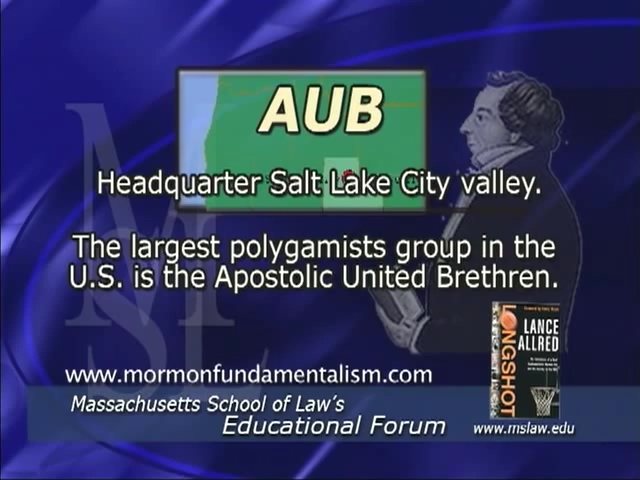 AUB
Headquarter Salt Lake City valley.
The largest polygamists group in the
U.S. is the Apostolic United Brethren.
www.mormonfundamentalism.com
Massachusetts School of Law's
Educational Forum
LONGSHOT
LANCE
ALLRED
www.mslaw.edu
MSL